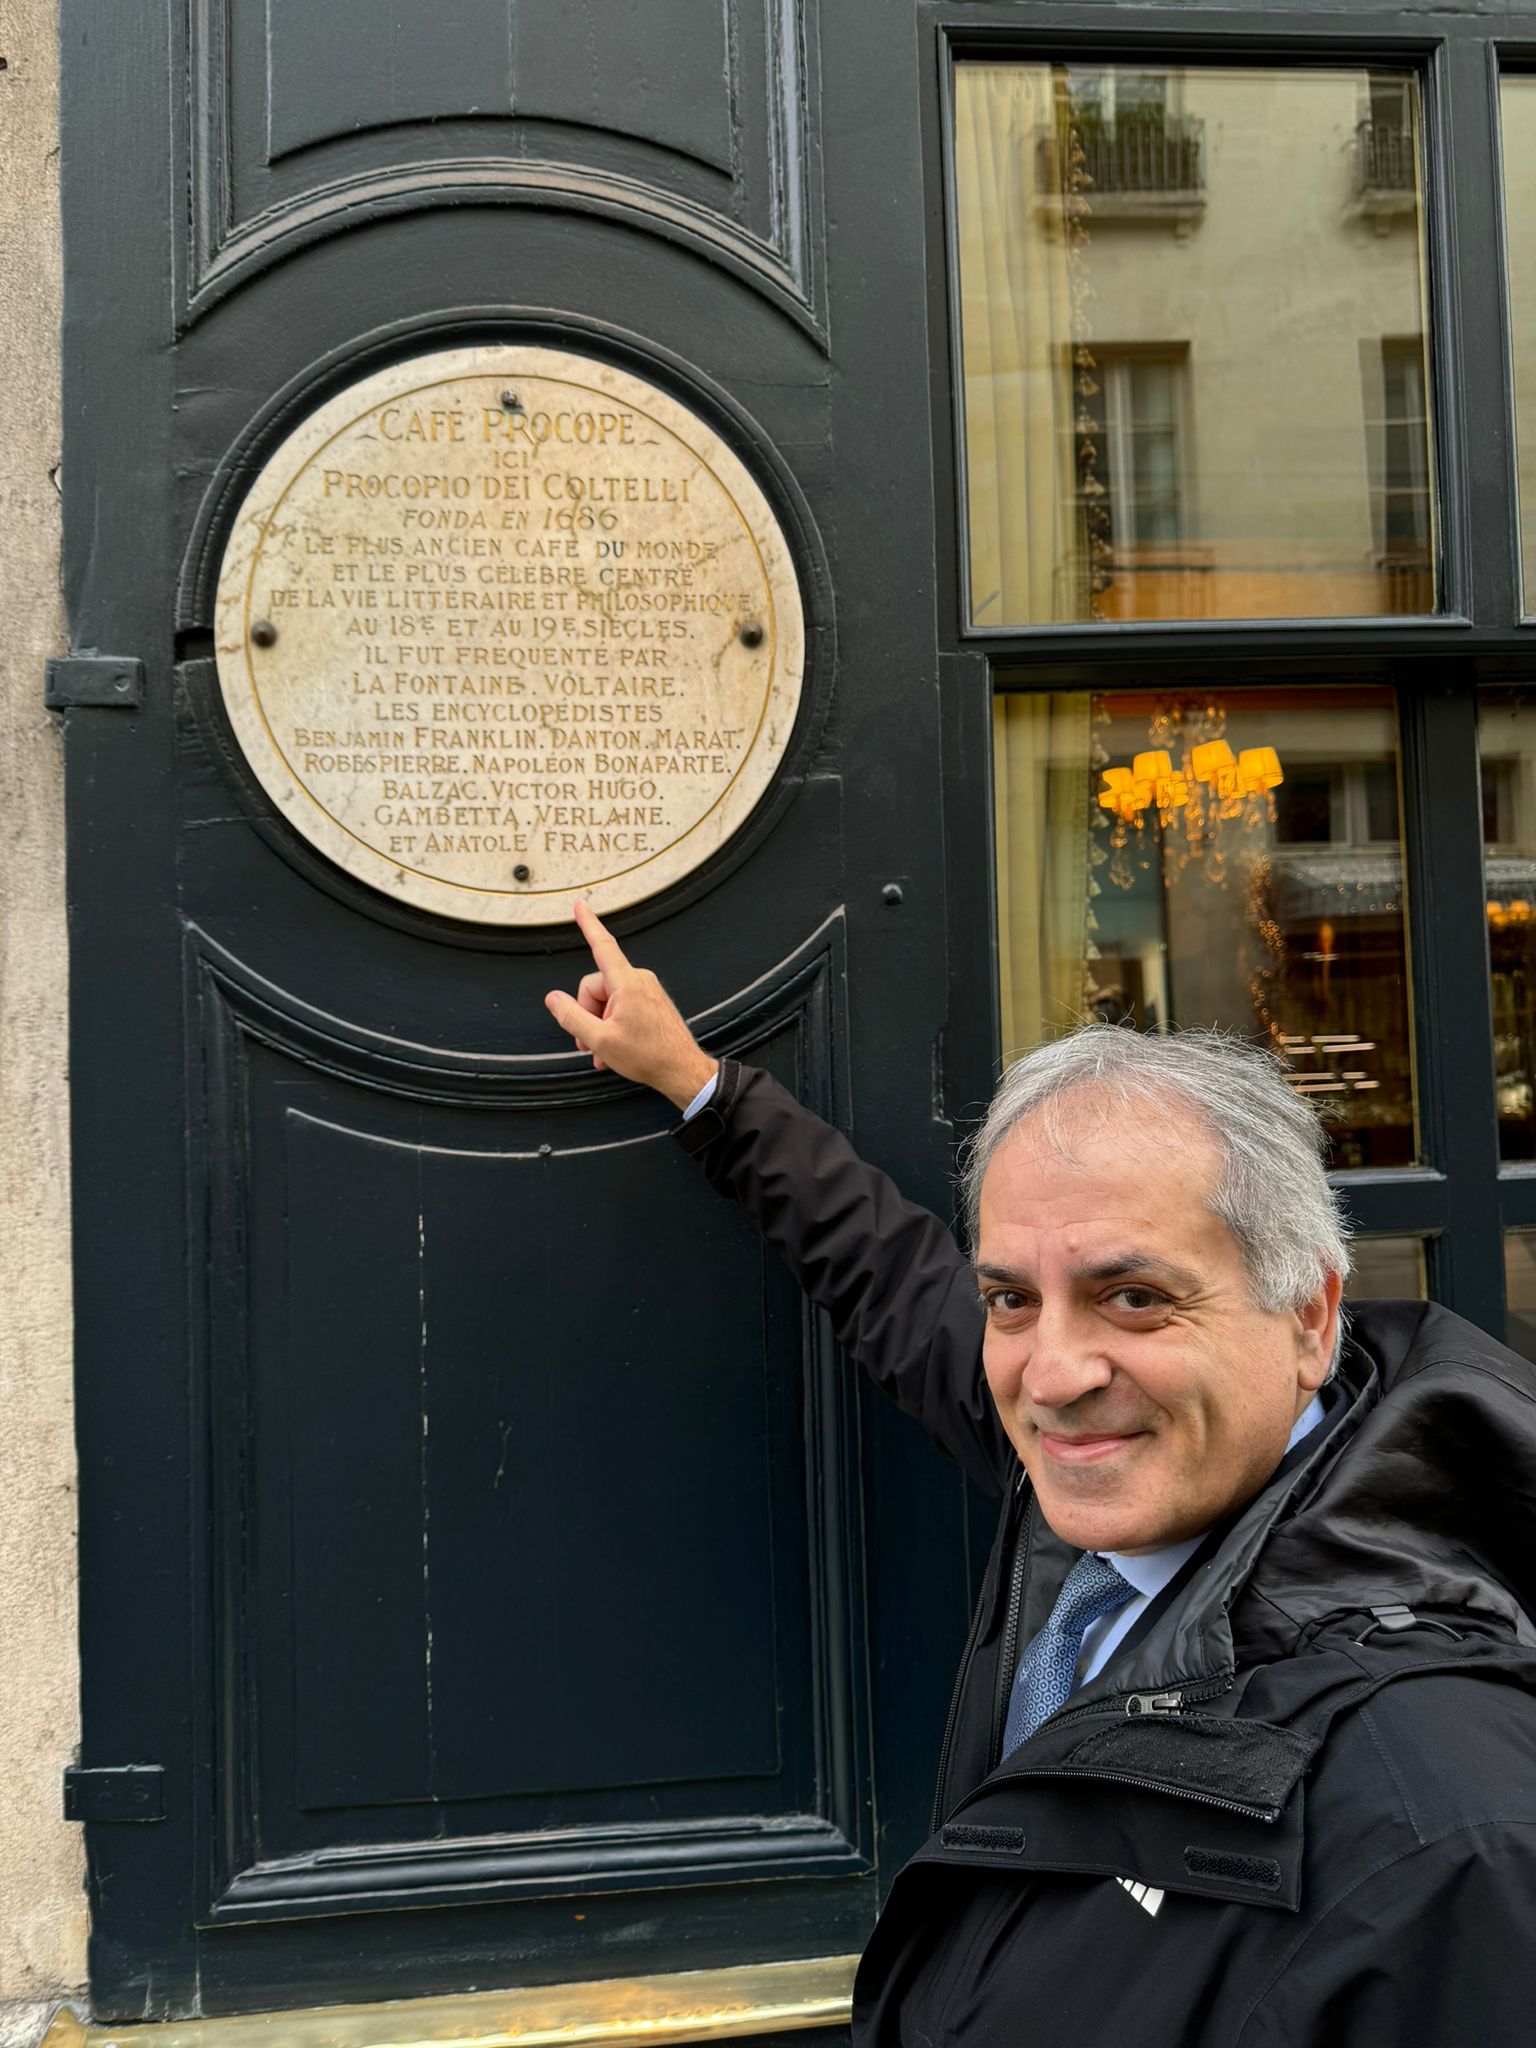 CAFÉ PROCOPE
ICI
PROCOPIO DEI COLTELLI
FONDA EN 1686
LE PLUS ANCIEN CAFÉ DU MONDE
ET LE PLUS CÉLÈBRE CENTRE
DE LA VIE LITTÉRAIRE ET PHILOSOPHIQUE
AU 18E ET AU 19E SIÈCLES.
IL FUT FRÉQUENTÉ PAR
LA FONTAINE. VOLTAIRE.
LES ENCYCLOPÉDISTES
BENJAMIN FRANKLIN. DANTON. MARAT.
ROBESPIERRE. NAPOLÉON BONAPARTE.
BALZAC. VICTOR HUGO.
GAMBETTA. VERLAINE.
ET ANATOLE FRANCE.